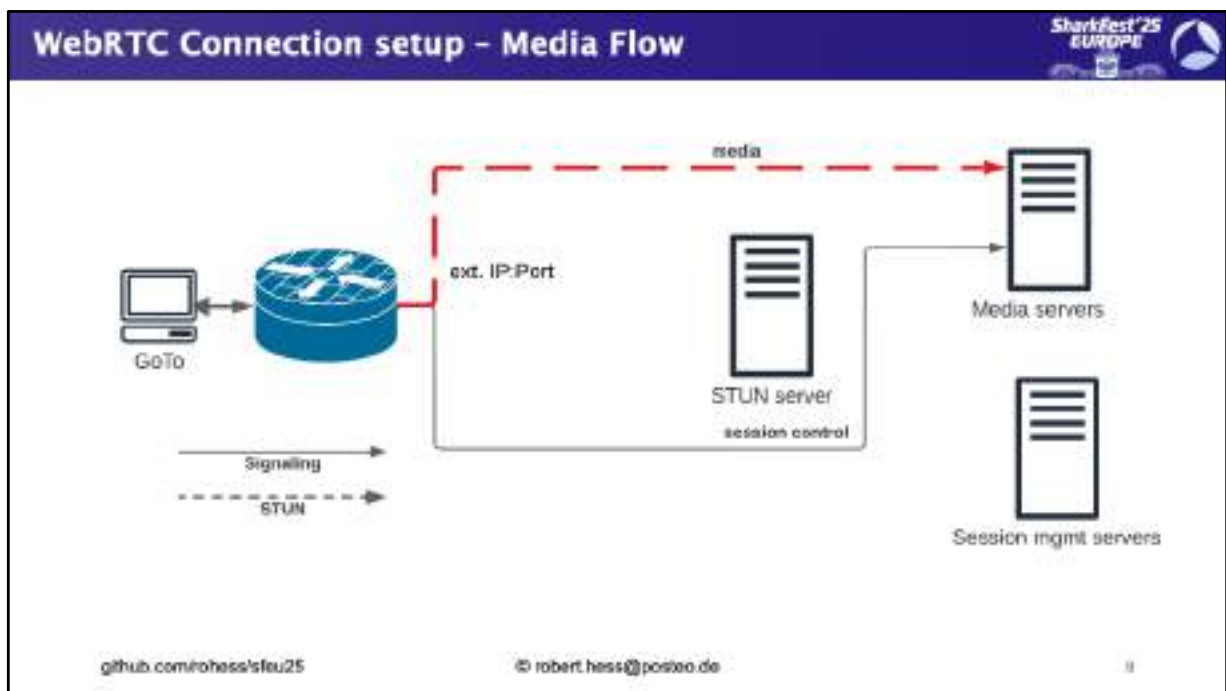 WebRTC Connection setup – Media Flow
SharkFest'25
EUROPE
media
ext. IP:Port
GoTo
Media servers
STUN server
session control
Signaling
STUN
Session mgmt servers
github.com/rohess/sfeu25
© robert.hess@posteo.de